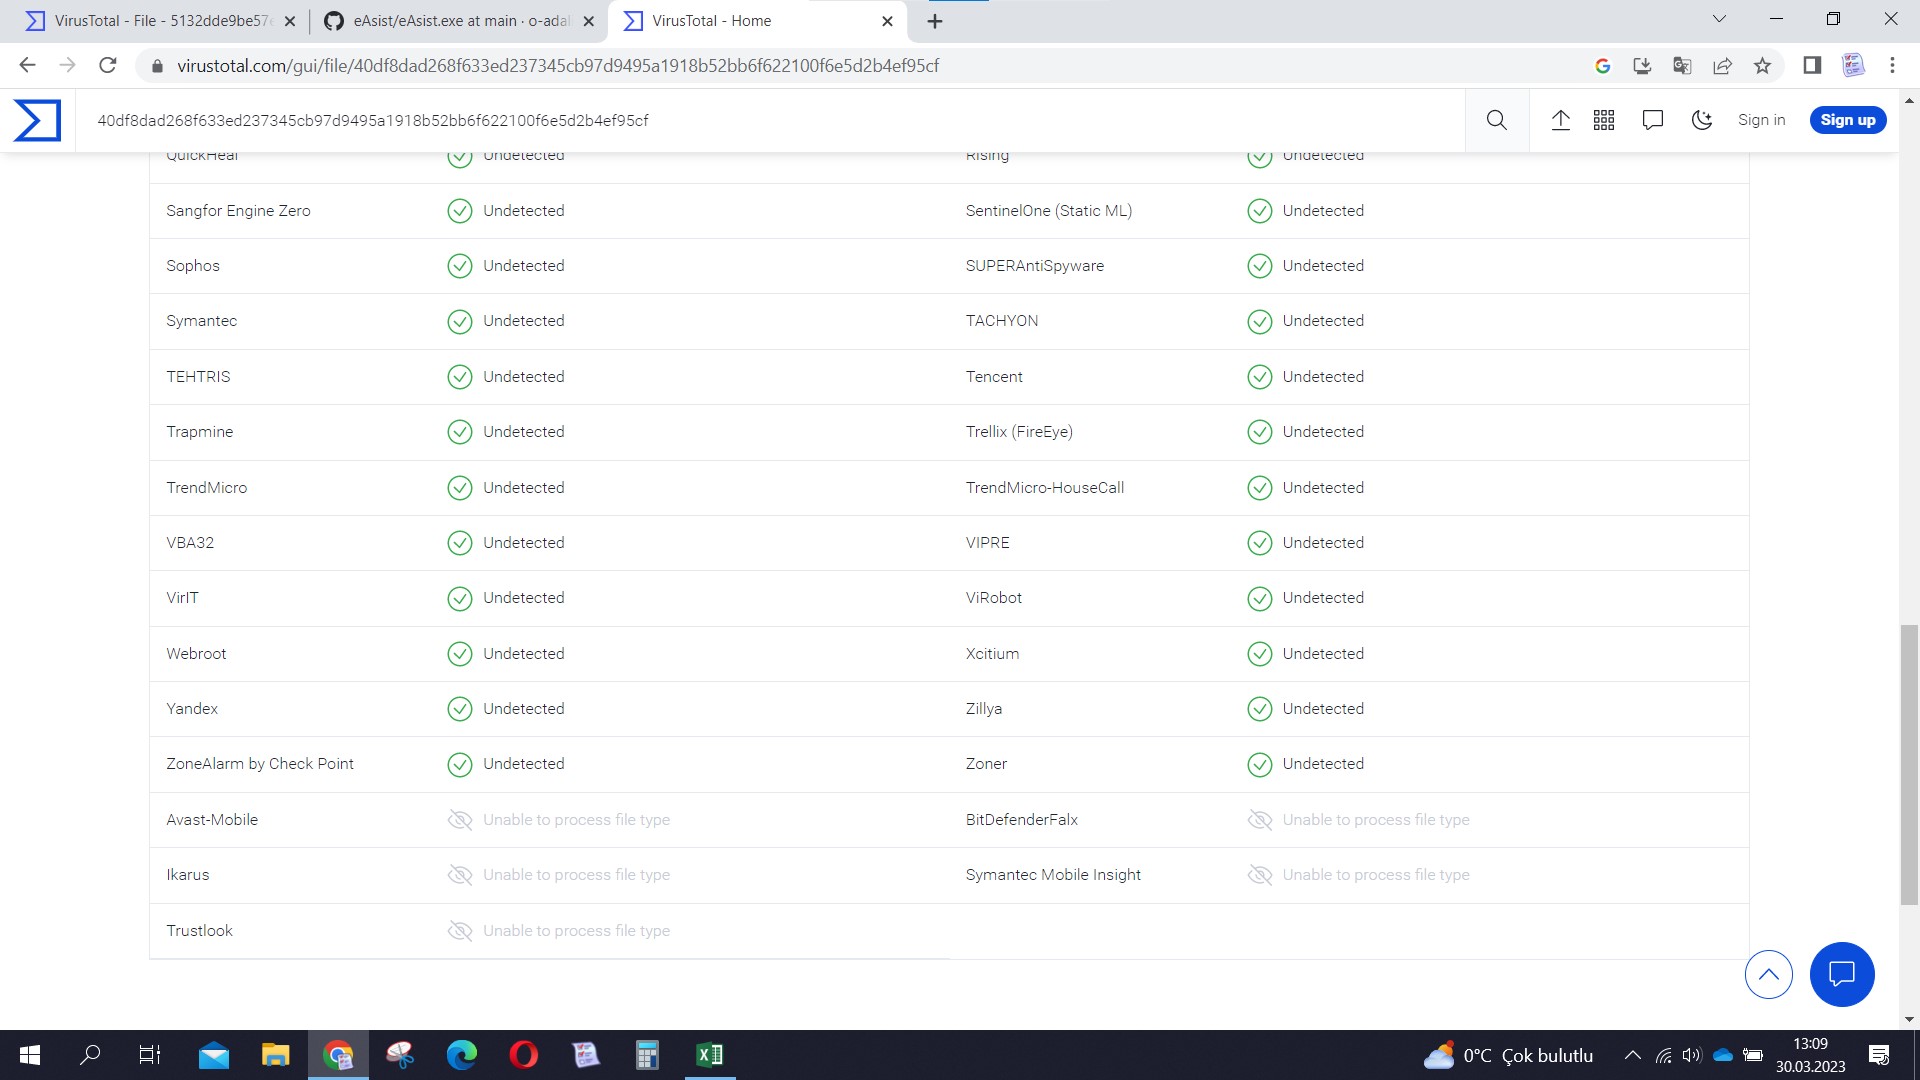 VirusTotal - File - 5132dde9be57
eAsist/eAsist.exe at main · o-adal
VirusTotal - Home
virustotal.com/gui/file/40df8dad268f633ed237345cb97d9495a1918b52bb6f622100f6e5d2b4ef95cf
40df8dad268f633ed237345cb97d9495a1918b52bb6f622100f6e5d2b4ef95cf
Sign in
Sign up
QuickHeal Undetected Rising Undetected
Sangfor Engine Zero Undetected SentinelOne (Static ML) Undetected
Sophos Undetected SUPERAntiSpyware Undetected
Symantec Undetected TACHYON Undetected
TEHTRIS Undetected Tencent Undetected
Trapmine Undetected Trellix (FireEye) Undetected
TrendMicro Undetected TrendMicro-HouseCall Undetected
VBA32 Undetected VIPRE Undetected
VirIT Undetected ViRobot Undetected
Webroot Undetected Xcitium Undetected
Yandex Undetected Zillya Undetected
ZoneAlarm by Check Point Undetected Zoner Undetected
Avast-Mobile Unable to process file type BitDefenderFalx Unable to process file type
Ikarus Unable to process file type Symantec Mobile Insight Unable to process file type
Trustlook Unable to process file type
0°C Çok bulutlu
13:09
30.03.2023